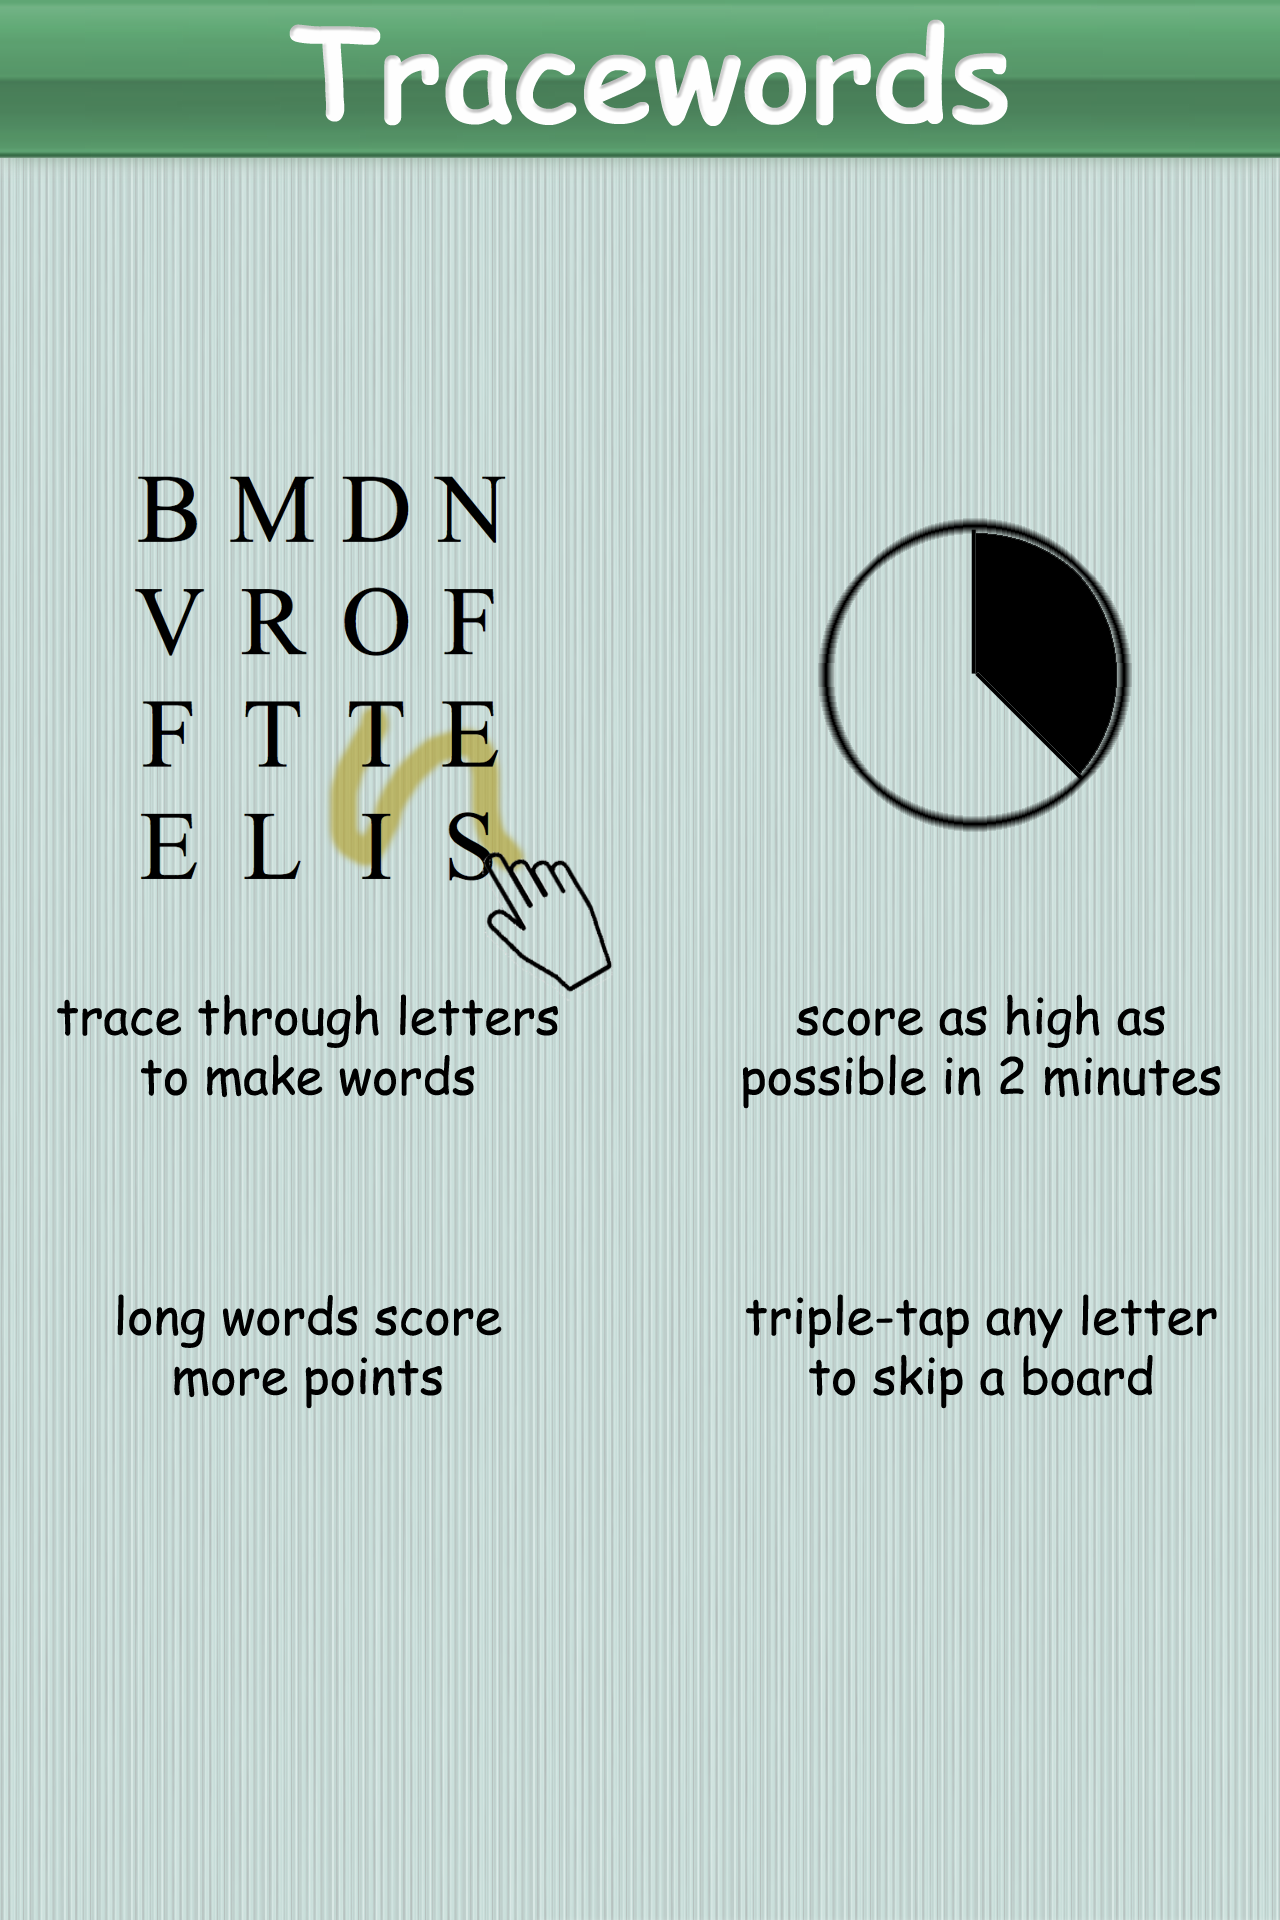 Tracewords
B M D N
V R O F
F T T E
E L I S
trace through letters
to make words
score as high as
possible in 2 minutes
long words score
more points
triple-tap any letter
to skip a board